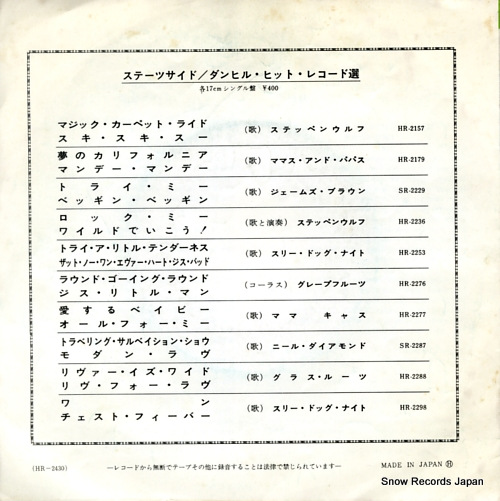 ステーツサイド/ダンヒル・ヒット・レコード選
各17cmシングル盤 ¥400
マジック・カーペット・ライド
スキ・スキ・スー
(歌) ステッペンウルフ HR-2157
夢のカリフォルニア
マンデー・マンデー
(歌) ママス・アンド・パパス HR-2179
トライ・ミー
ベッギン・ベッギン
(歌) ジェームズ・ブラウン SR-2229
ロック・ミー
ワイルドでいこう!
(歌と演奏) ステッペンウルフ HR-2236
トライ・ア・リトル・テンダーネス
ザット・ノー・ワン・エヴァー・ハート・ジス・バッド
(歌) スリー・ドッグ・ナイト HR-2253
ラウンド・ゴーイング・ラウンド
ジス・リトル・マン
(コーラス) グレープフルーツ HR-2276
愛するベイビー
オール・フォー・ミー
(歌) ママ キャス HR-2277
トラベリング・サルベイション・ショウ
モダン・ラヴ
(歌) ニール・ダイアモンド SR-2287
リヴァー・イズ・ワイド
リヴ・フォー・ラヴ
(歌) グラス・ルーツ HR-2288
ワン
チェスト・フィーバー
(歌) スリー・ドッグ・ナイト HR-2298
(HR-2430) —レコードから無断でテープその他に録音することは法律で禁じられています— MADE IN JAPAN Ⓗ
Snow Records Japan